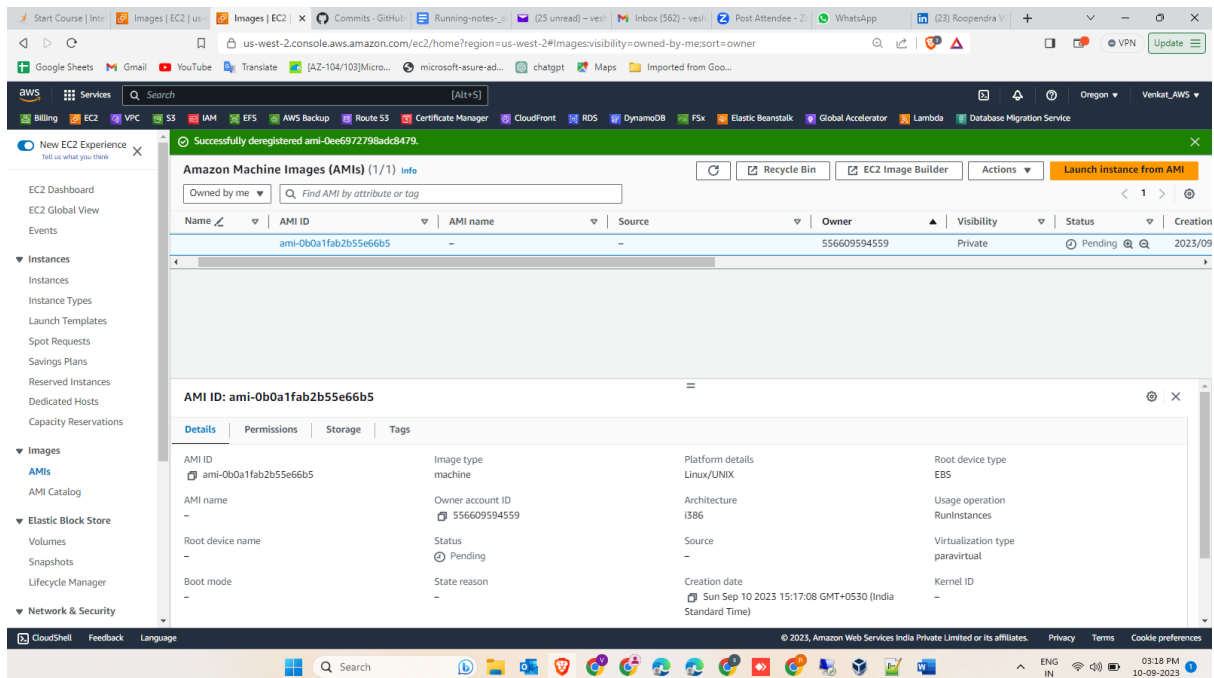 Start Course | Inte
Images | EC2 | us-
Images | EC2 |
Commits · GitHub
Running-notes-_d
(25 unread) – vesh
Inbox (562) - vesh
Post Attendee - Z
WhatsApp
(23) Roopendra V
us-west-2.console.aws.amazon.com/ec2/home?region=us-west-2#Images:visibility=owned-by-me;sort=owner
VPN
Update
Google Sheets Gmail YouTube Translate [AZ-104/103]Micro... microsoft-asure-ad... chatgpt Maps Imported from Goo...
aws Services Search [Alt+S] Oregon Venkat_AWS
Billing EC2 VPC S3 IAM EFS AWS Backup Route 53 Certificate Manager CloudFront RDS DynamoDB FSx Elastic Beanstalk Global Accelerator Lambda Database Migration Service
New EC2 Experience
Tell us what you think
EC2 Dashboard
EC2 Global View
Events
Instances
Instances
Instance Types
Launch Templates
Spot Requests
Savings Plans
Reserved Instances
Dedicated Hosts
Capacity Reservations
Images
AMIs
AMI Catalog
Elastic Block Store
Volumes
Snapshots
Lifecycle Manager
Network & Security
Successfully deregistered ami-0ee6972798adc8479.
Amazon Machine Images (AMIs) (1/1) Info
Recycle Bin
EC2 Image Builder
Actions
Launch instance from AMI
Owned by me Find AMI by attribute or tag 1
Name AMI ID AMI name Source Owner Visibility Status Creation
ami-0b0a1fab2b55e66b5 – – 556609594559 Private Pending 2023/09
AMI ID: ami-0b0a1fab2b55e66b5
Details Permissions Storage Tags
AMI ID
ami-0b0a1fab2b55e66b5
Image type
machine
Platform details
Linux/UNIX
Root device type
EBS
AMI name
–
Owner account ID
556609594559
Architecture
i386
Usage operation
RunInstances
Root device name
–
Status
Pending
Source
–
Virtualization type
paravirtual
Boot mode
–
State reason
–
Creation date
Sun Sep 10 2023 15:17:08 GMT+0530 (India
Standard Time)
Kernel ID
–
CloudShell Feedback Language © 2023, Amazon Web Services India Private Limited or its affiliates. Privacy Terms Cookie preferences
Search
ENG
IN
03:18 PM
10-09-2023
1